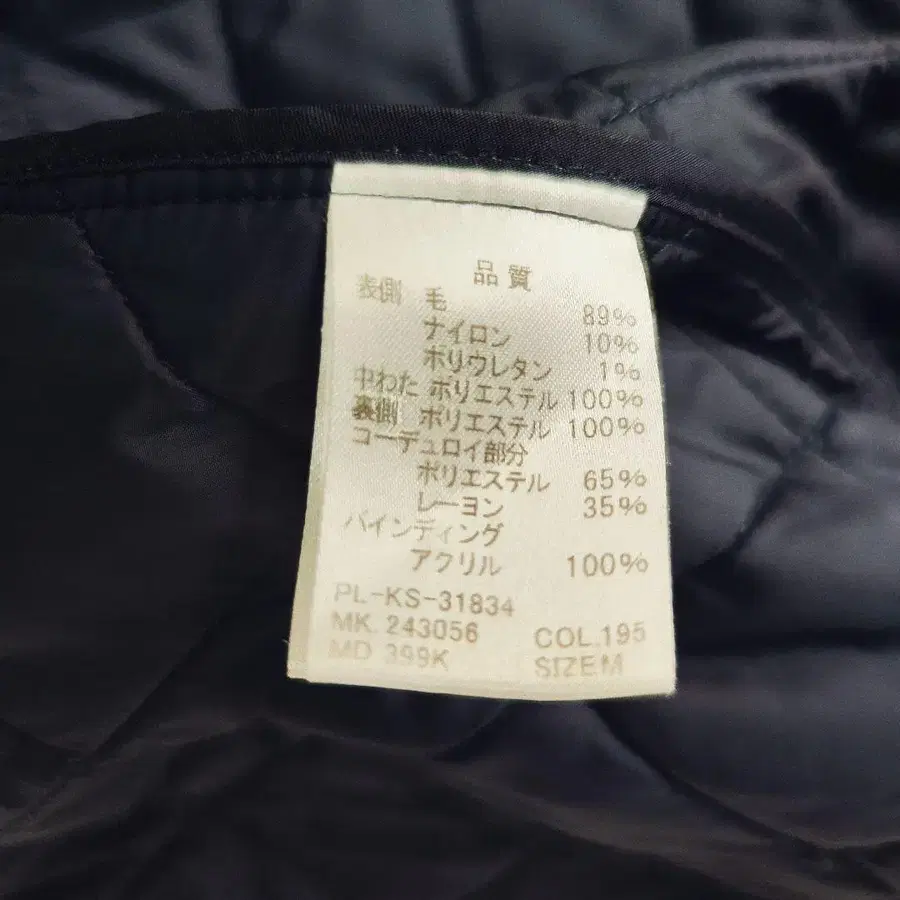 品質
表側 毛 89%
ナイロン 10%
ポリウレタン 1%
中わた ポリエステル 100%
裏側 ポリエステル 100%
コーデュロイ部分
ポリエステル 65%
レーヨン 35%
バインディング
アクリル 100%
PL-KS-31834
MK. 243056 COL.195
MD 399K SIZE.M